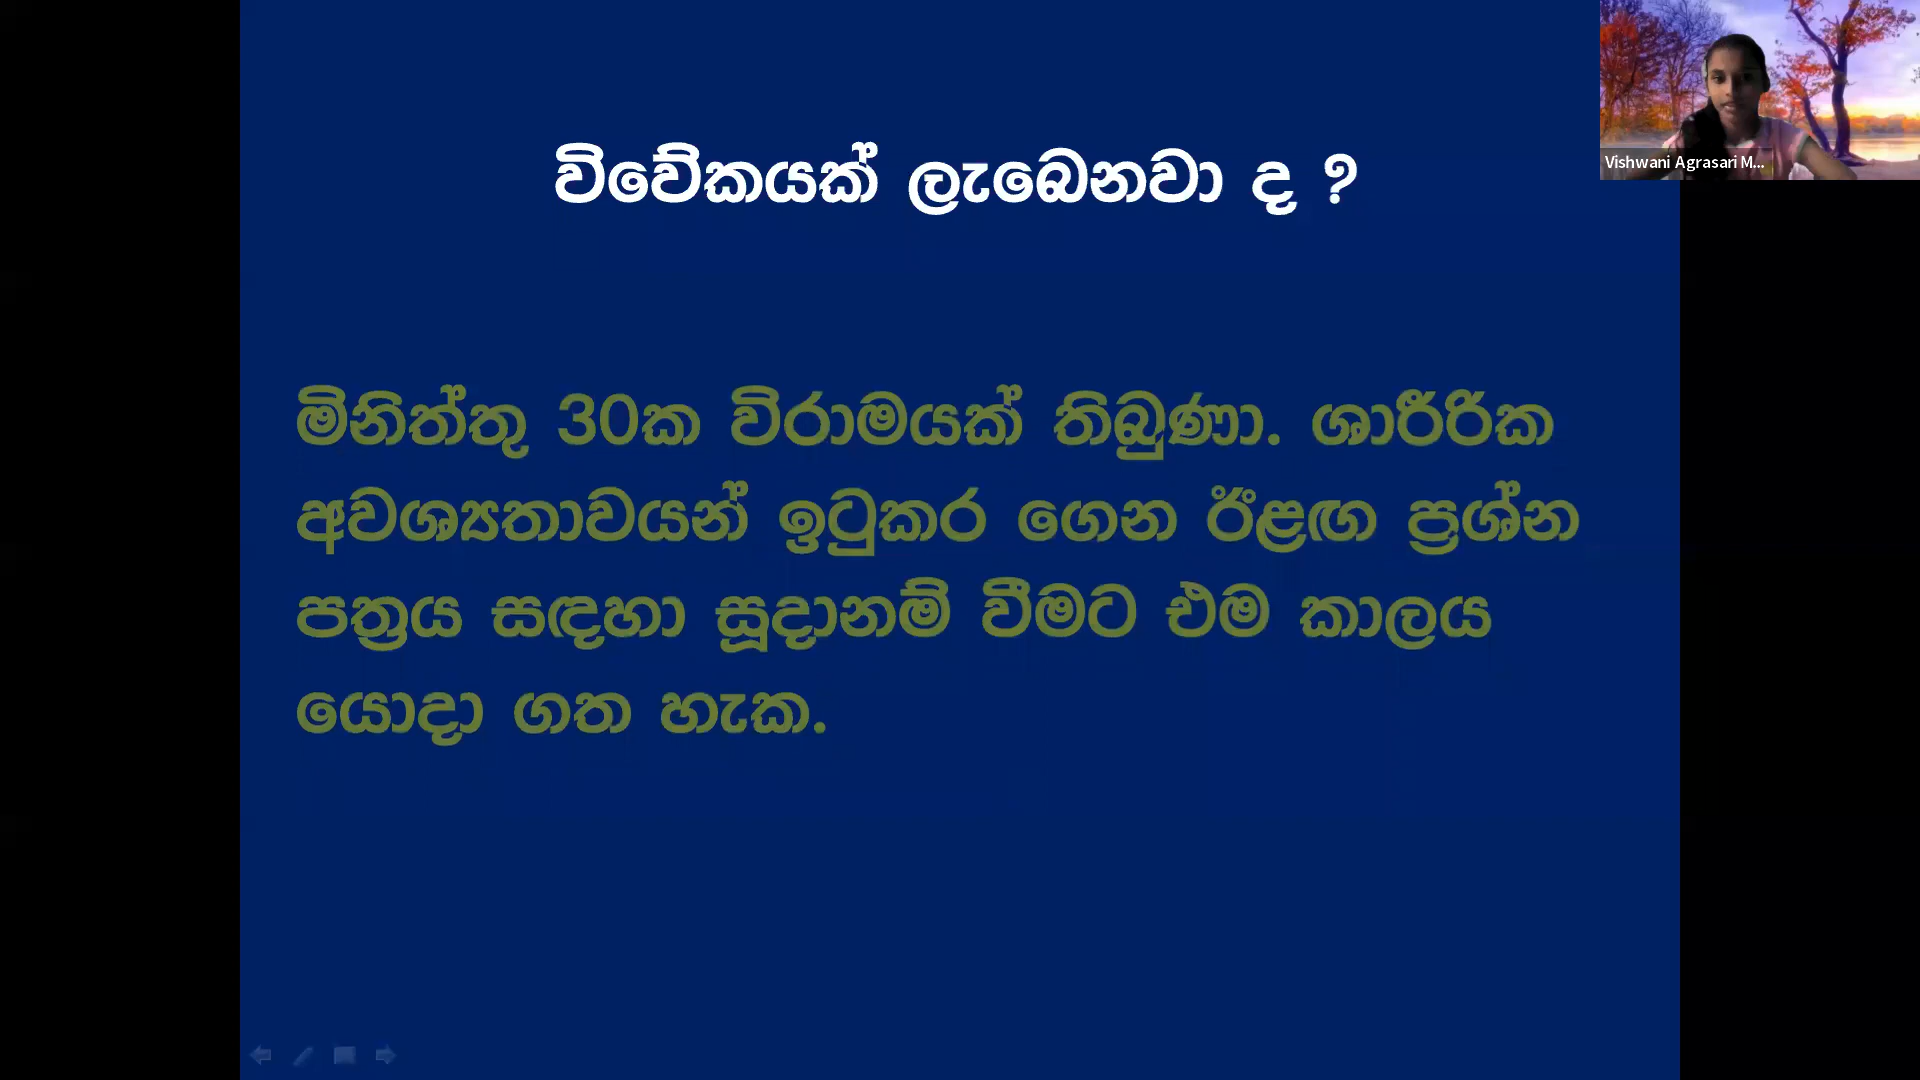 විවේකයක් ලැබෙනවා ද ?
මිනිත්තු 30ක විරාමයක් තිබුණා. ශාරීරික
අවශ්‍යතාවයන් ඉටුකර ගෙන ඊළඟ ප්‍රශ්න
පත්‍රය සඳහා සූදානම් වීමට එම කාලය
යොදා ගත හැක.
Vishwani Agrasari M...